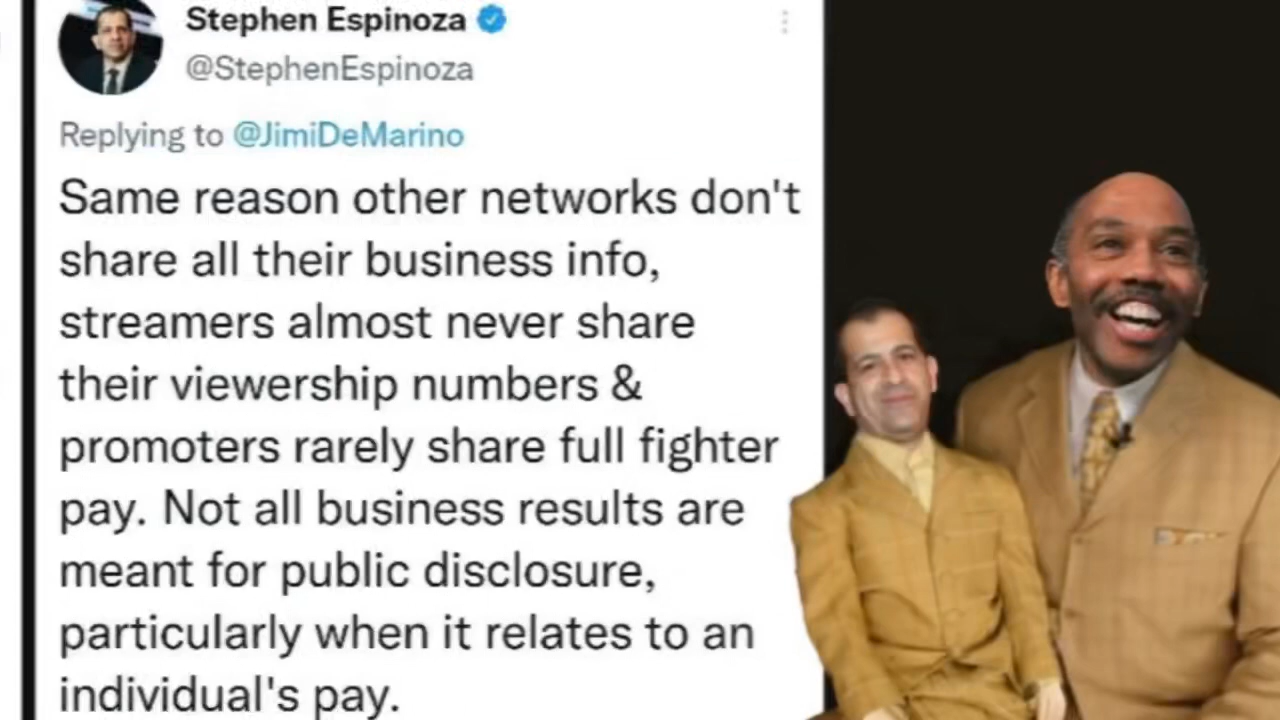 Stephen Espinoza
@StephenEspinoza
Replying to @JimiDeMarino
Same reason other networks don't
share all their business info,
streamers almost never share
their viewership numbers &
promoters rarely share full fighter
pay. Not all business results are
meant for public disclosure,
particularly when it relates to an
individual's pay.